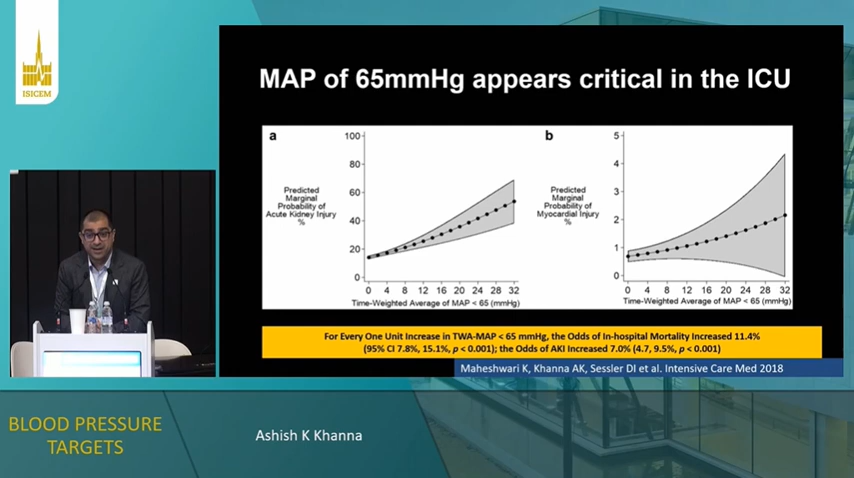 ISICEM
MAP of 65mmHg appears critical in the ICU
a
Predicted
Marginal
Probability of
Acute Kidney Injury
%
100
80
60
40
20
0
0 4 8 12 16 20 24 28 32
Time-Weighted Average of MAP < 65 (mmHg)
b
Predicted
Marginal
Probability of
Myocardial Injury
%
5
4
3
2
1
0
0 4 8 12 16 20 24 28 32
Time-Weighted Average of MAP < 65 (mmHg)
For Every One Unit Increase in TWA-MAP < 65 mmHg, the Odds of In-hospital Mortality Increased 11.4%
(95% CI 7.8%, 15.1%, p < 0.001); the Odds of AKI Increased 7.0% (4.7, 9.5%, p < 0.001)
Maheshwari K, Khanna AK, Sessler DI et al. Intensive Care Med 2018
BLOOD PRESSURE
TARGETS
Ashish K Khanna